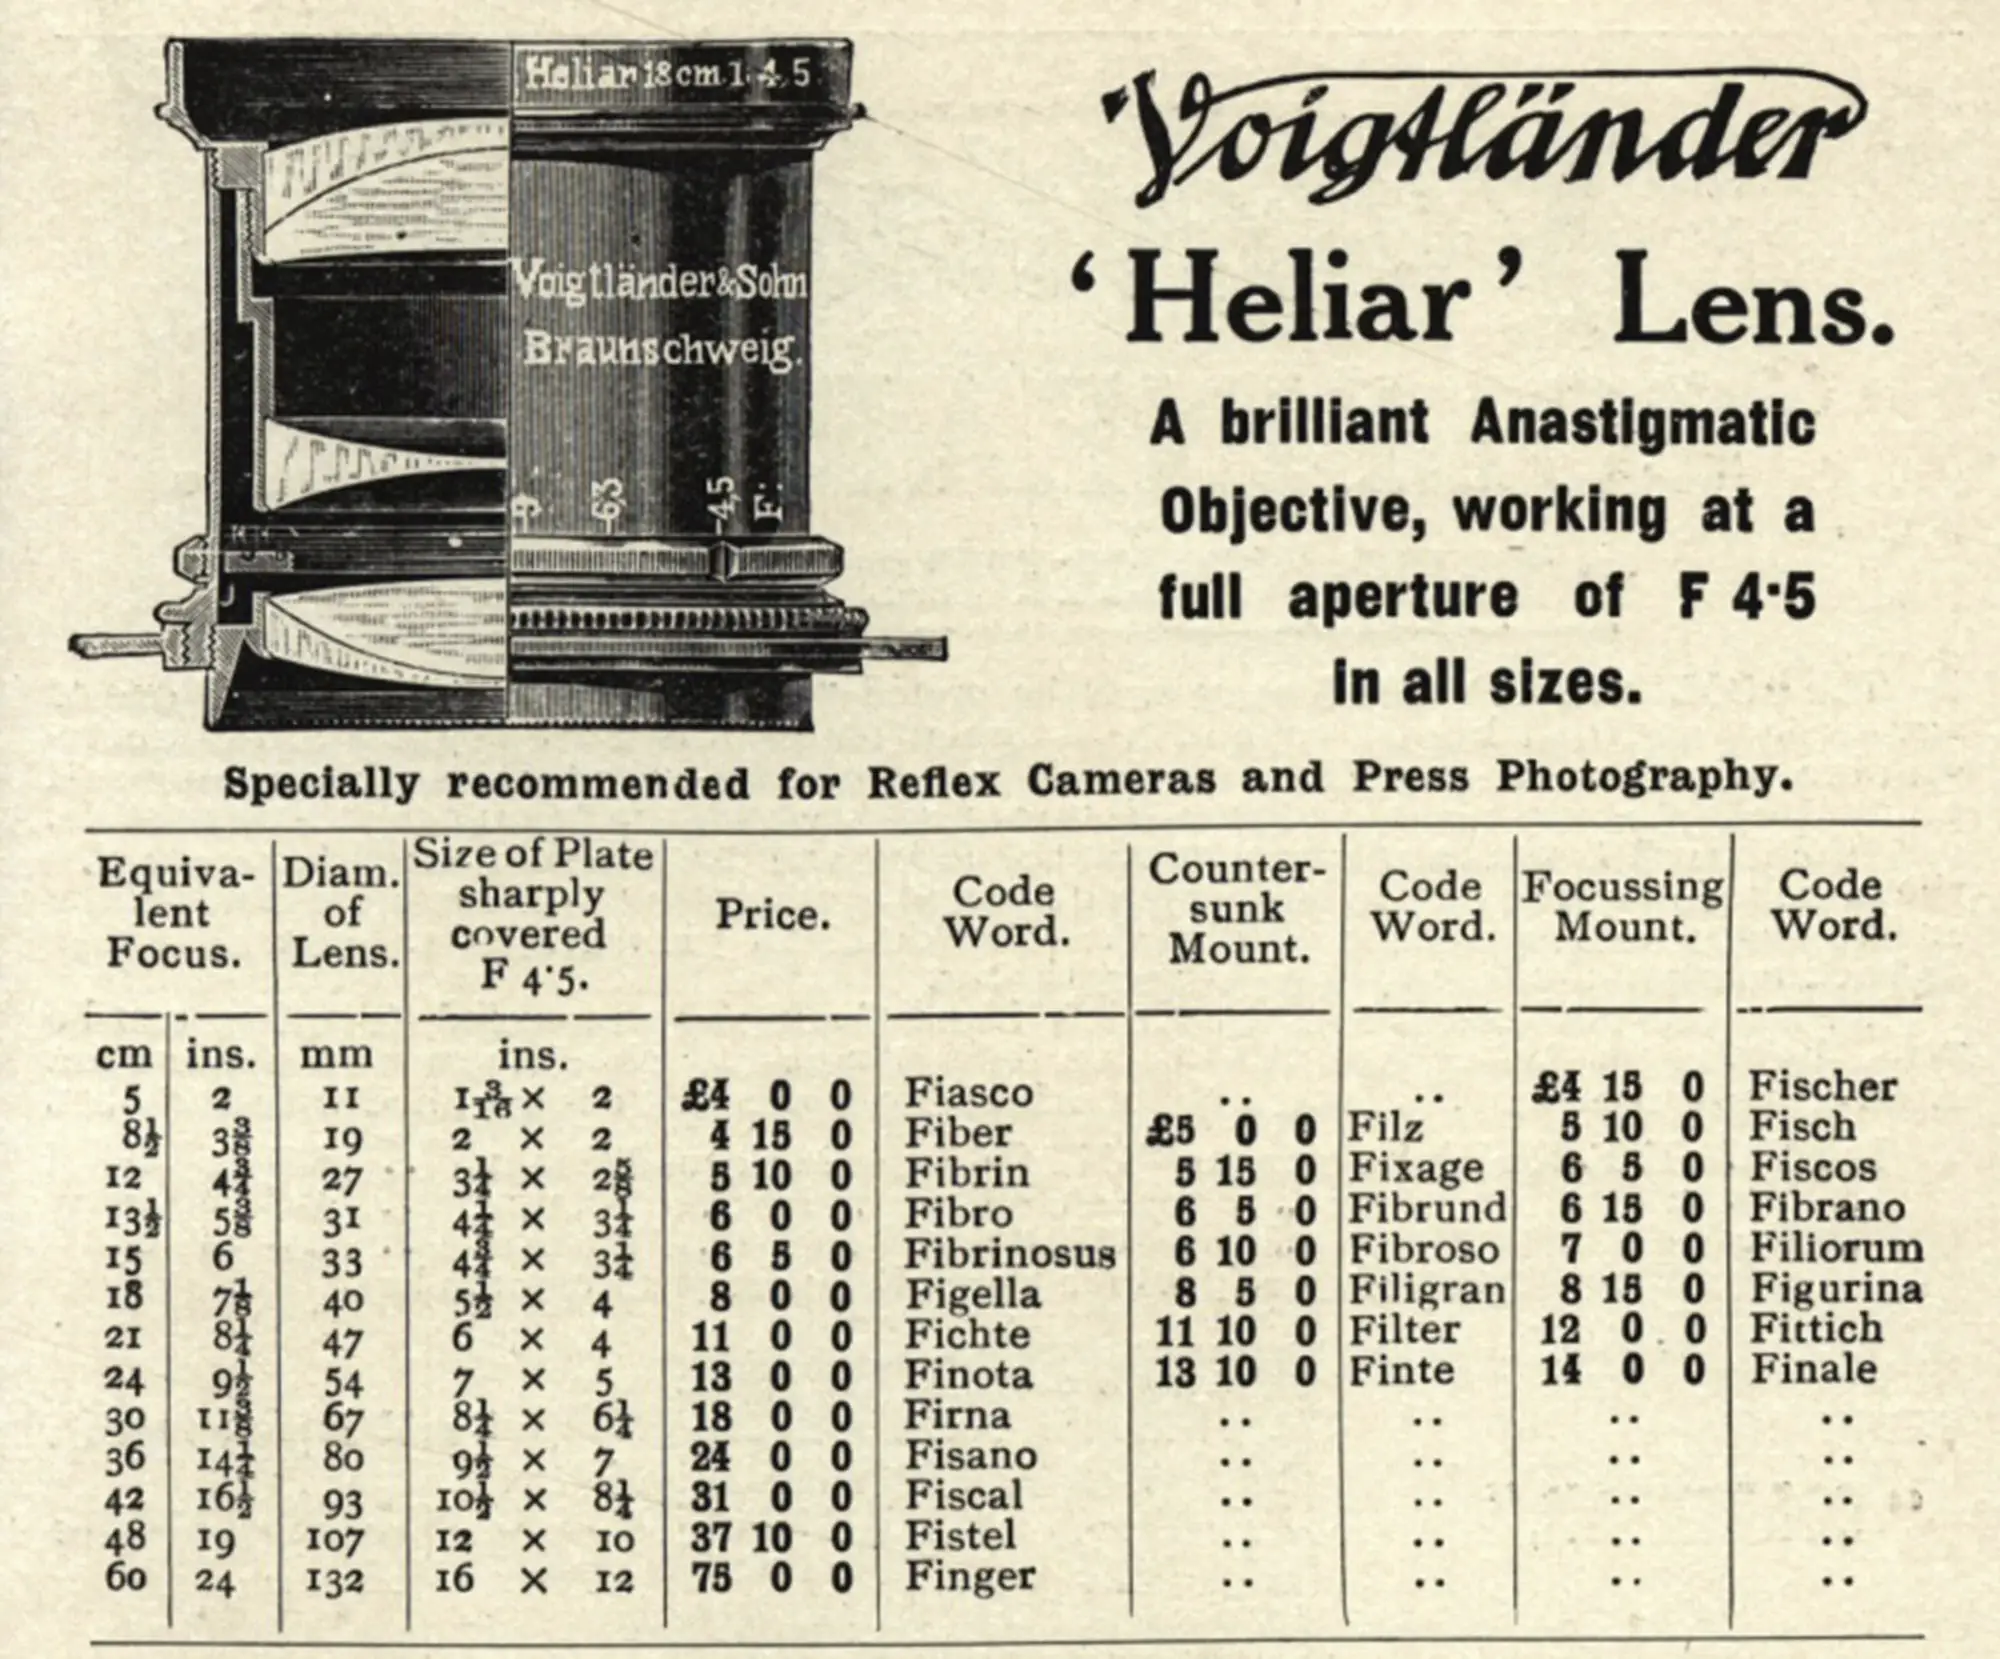 Heliar 18cm 1:4,5
Voigtländer&Sohn
Braunschweig.
9 6,3 4,5 F:
Voigtländer
‘Heliar’ Lens.
A brilliant Anastigmatic
Objective, working at a
full aperture of F 4·5
in all sizes.
Specially recommended for Reflex Cameras and Press Photography.
Equiva-lent Focus. Diam. of Lens. Size of Plate sharply covered F 4·5. Price. Code Word. Counter-sunk Mount. Code Word. Focussing Mount. Code Word.
cm ins. mm ins.
5 2 11 1 3/16 × 2 £4 0 0 Fiasco .. .. £4 15 0 Fischer
8½ 3⅜ 19 2 × 2 4 15 0 Fiber £5 0 0 Filz 5 10 0 Fisch
12 4¾ 27 3¼ × 2⅝ 5 10 0 Fibrin 5 15 0 Fixage 6 5 0 Fiscos
13½ 5⅜ 31 4¼ × 3¼ 6 0 0 Fibro 6 5 0 Fibrund 6 15 0 Fibrano
15 6 33 4¾ × 3¼ 6 5 0 Fibrinosus 6 10 0 Fibroso 7 0 0 Filiorum
18 7⅛ 40 5½ × 4 8 0 0 Figella 8 5 0 Filigran 8 15 0 Figurina
21 8¼ 47 6 × 4 11 0 0 Fichte 11 10 0 Filter 12 0 0 Fittich
24 9½ 54 7 × 5 13 0 0 Finota 13 10 0 Finte 14 0 0 Finale
30 11⅜ 67 8¼ × 6¼ 18 0 0 Firna .. .. .. ..
36 14¼ 80 9½ × 7 24 0 0 Fisano .. .. .. ..
42 16½ 93 10½ × 8¼ 31 0 0 Fiscal .. .. .. ..
48 19 107 12 × 10 37 10 0 Fistel .. .. .. ..
60 24 132 16 × 12 75 0 0 Finger .. .. .. ..